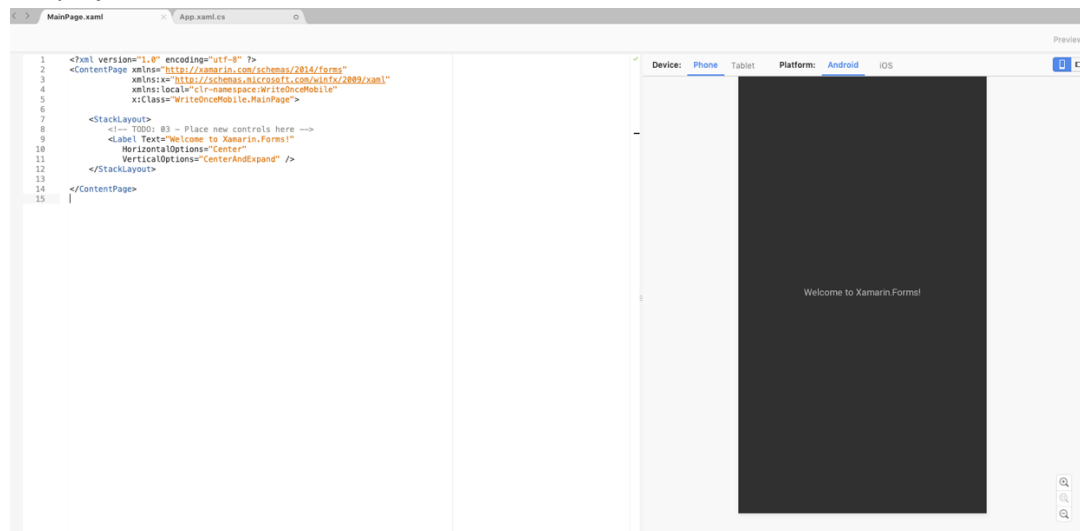 MainPage.xaml
App.xaml.cs
Preview
1 <?xml version="1.0" encoding="utf-8" ?>
2 <ContentPage xmlns="http://xamarin.com/schemas/2014/forms"
3 xmlns:x="http://schemas.microsoft.com/winfx/2009/xaml"
4 xmlns:local="clr-namespace:WriteOnceMobile"
5 x:Class="WriteOnceMobile.MainPage">
6
7 <StackLayout>
8 <!-- TODO: 03 - Place new controls here -->
9 <Label Text="Welcome to Xamarin.Forms!"
10 HorizontalOptions="Center"
11 VerticalOptions="CenterAndExpand" />
12 </StackLayout>
13
14 </ContentPage>
15
Device: Phone Tablet Platform: Android iOS
Welcome to Xamarin.Forms!